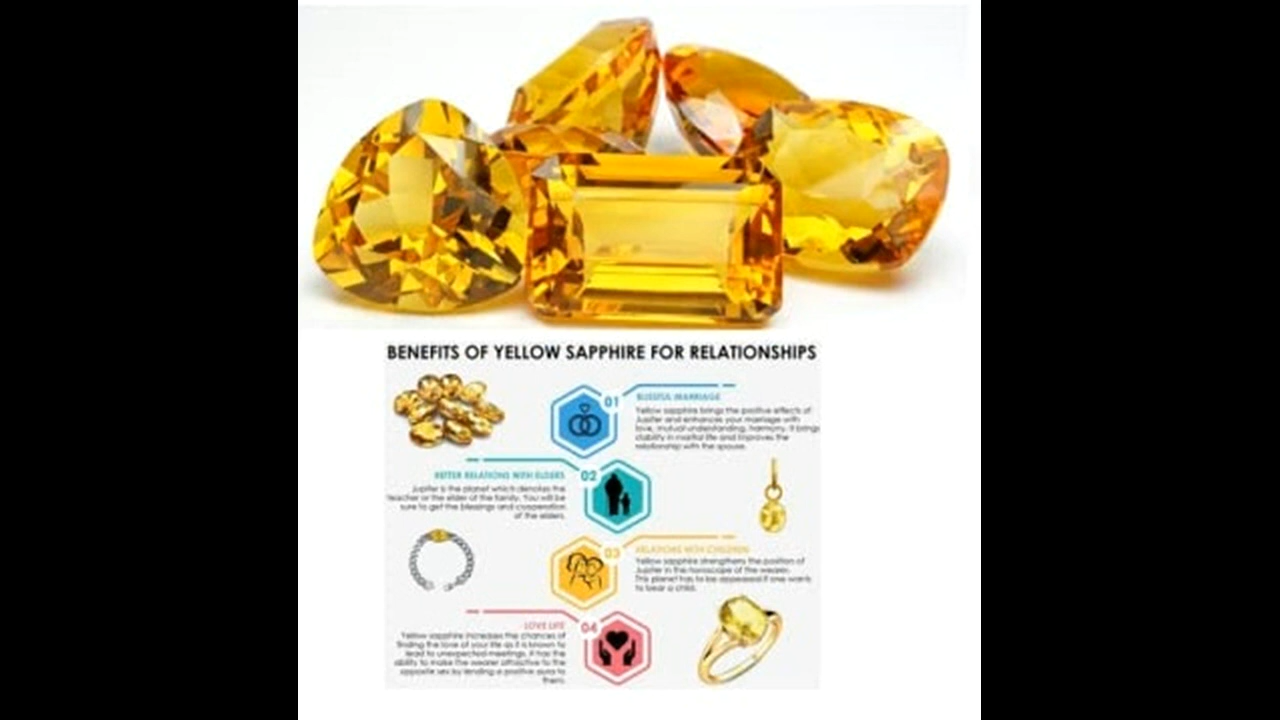 BENEFITS OF YELLOW SAPPHIRE FOR RELATIONSHIPS
01
BLISSFUL MARRIAGE
Yellow sapphire brings the positive effects of
Jupiter and enhances your marriage with
love, mutual understanding, harmony. It brings
stability in marital life and improves the
relationship with the spouse.
02
BETTER RELATIONS WITH ELDERS
Jupiter is the planet which denotes the
teacher or the elder of the family. You will be
sure to get the blessings and cooperation
of the elders.
03
RELATIONS WITH CHILDREN
Yellow sapphire strengthens the position of
Jupiter in the horoscope of the wearer.
This planet has to be appeased if one wants
to bear a child.
04
LOVE LIFE
Yellow sapphire increases the chances of
finding the love of your life as it is known to
lead to unexpected meetings. It has the
ability to make the wearer attractive to the
opposite sex by lending a positive aura to
them.